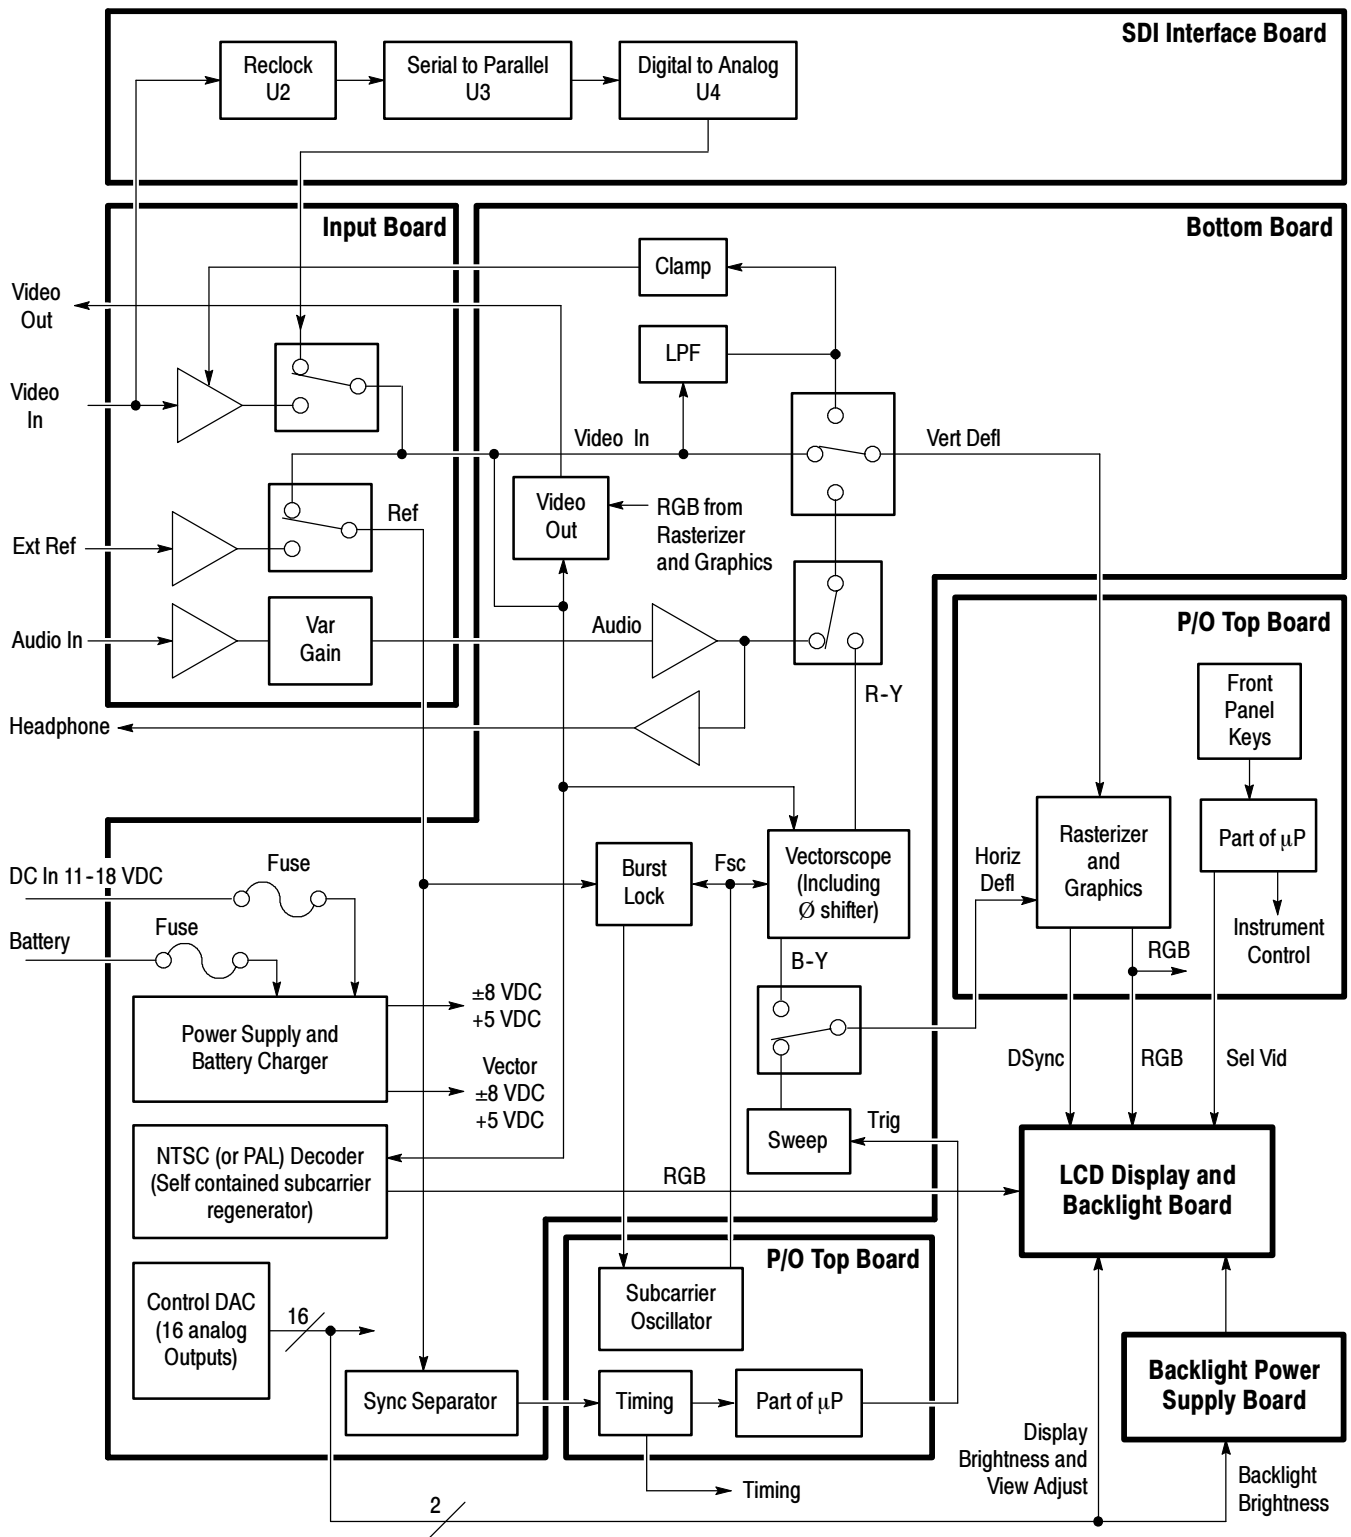 SDI Interface Board
Reclock
U2
Serial to Parallel
U3
Digital to Analog
U4
Input Board
Bottom Board
Clamp
Video
Out
LPF
Video
In
Video In
Vert Defl
Ref
Video
Out
RGB from
Rasterizer
and Graphics
Ext Ref
Audio In
Var
Gain
Audio
P/O Top Board
R-Y
Front
Panel
Keys
Headphone
Rasterizer
and
Graphics
Part of µP
Horiz
Defl
Burst
Lock
Fsc
Vectorscope
(Including
Ø shifter)
Fuse
DC In 11-18 VDC
Instrument
Control
Fuse
Battery
B-Y
RGB
±8 VDC
+5 VDC
Power Supply and
Battery Charger
Vector
±8 VDC
+5 VDC
DSync
RGB
Sel Vid
Trig
Sweep
NTSC (or PAL) Decoder
(Self contained subcarrier
regenerator)
RGB
LCD Display and
Backlight Board
P/O Top Board
Control DAC
(16 analog
Outputs)
16
Subcarrier
Oscillator
Backlight Power
Supply Board
Sync Separator
Timing
Part of µP
Display
Brightness and
View Adjust
Timing
Backlight
Brightness
2